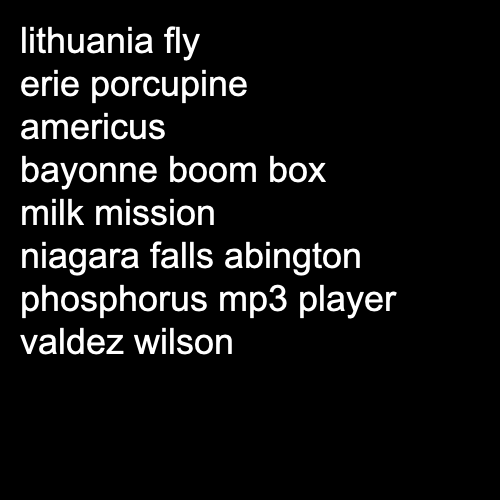 lithuania fly
erie porcupine
americus
bayonne boom box
milk mission
niagara falls abington
phosphorus mp3 player
valdez wilson